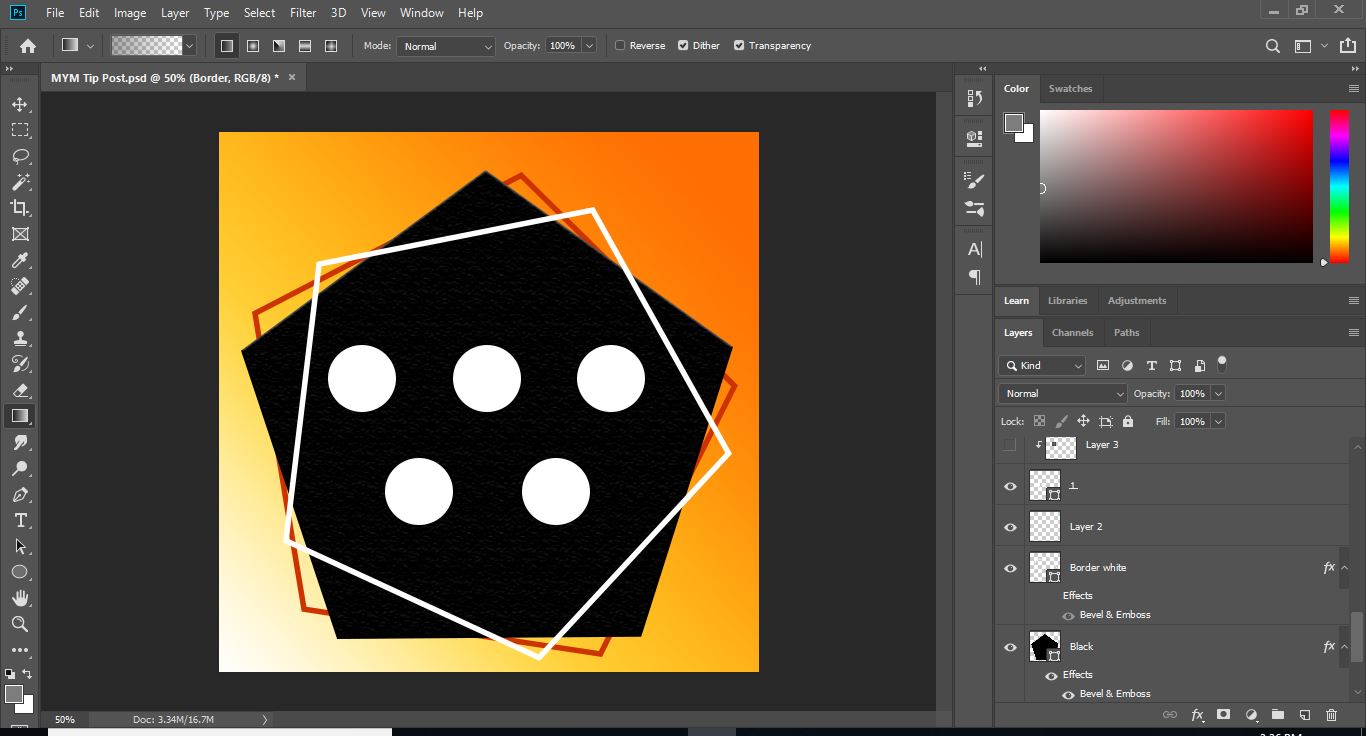 Ps File Edit Image Layer Type Select Filter 3D View Window Help
Mode: Normal Opacity: 100% Reverse Dither Transparency
MYM Tip Post.psd @ 50% (Border, RGB/8) * ×
Color Swatches
Learn Libraries Adjustments
Layers Channels Paths
Kind
Normal Opacity: 100%
Lock: Fill: 100%
Layer 3
1.
Layer 2
Border white fx
Effects
Bevel & Emboss
Black fx
Effects
Bevel & Emboss
50% Doc: 3.34M/16.7M